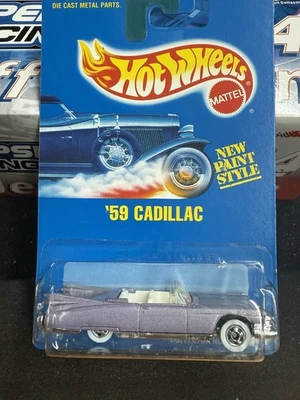 DIE CAST METAL PARTS.
Hot Wheels
MATTEL
NEW
PAINT
STYLE
'59 CADILLAC